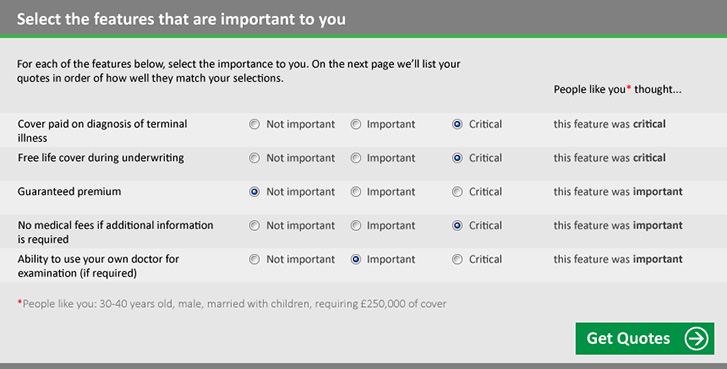 Select the features that are important to you
For each of the features below, select the importance to you. On the next page we'll list your
quotes in order of how well they match your selections.
People like you* thought...
Cover paid on diagnosis of terminal
illness
Not important Important Critical this feature was critical
Free life cover during underwriting Not important Important Critical this feature was critical
Guaranteed premium Not important Important Critical this feature was important
No medical fees if additional information
is required
Not important Important Critical this feature was important
Ability to use your own doctor for
examination (if required)
Not important Important Critical this feature was important
*People like you: 30-40 years old, male, married with children, requiring £250,000 of cover
Get Quotes